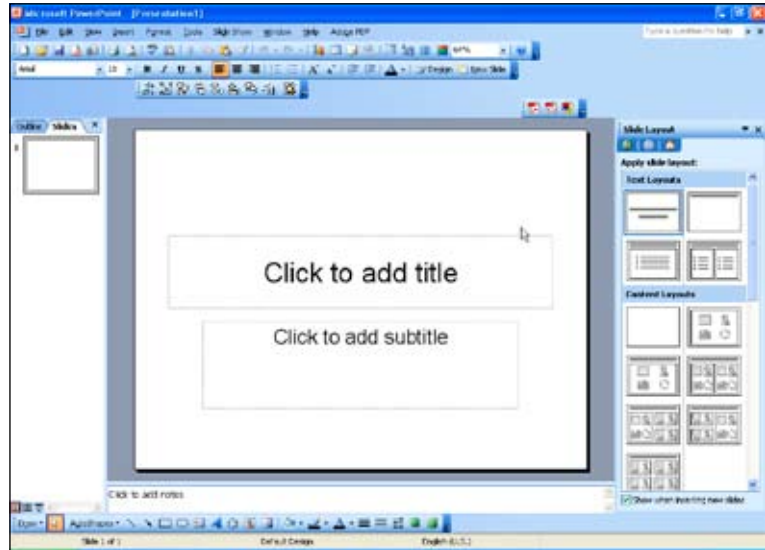 Microsoft PowerPoint - [Presentation1]
File Edit View Insert Format Tools Slide Show Window Help Adobe PDF
Type a question for help
Arial 18 B I U S Design New Slide
Outline Slides
1
Slide Layout
Apply slide layout:
Text Layouts
Click to add title
Click to add subtitle
Content Layouts
Click to add notes
Show when inserting new slides
Draw AutoShapes
Slide 1 of 1 Default Design English (U.S.)